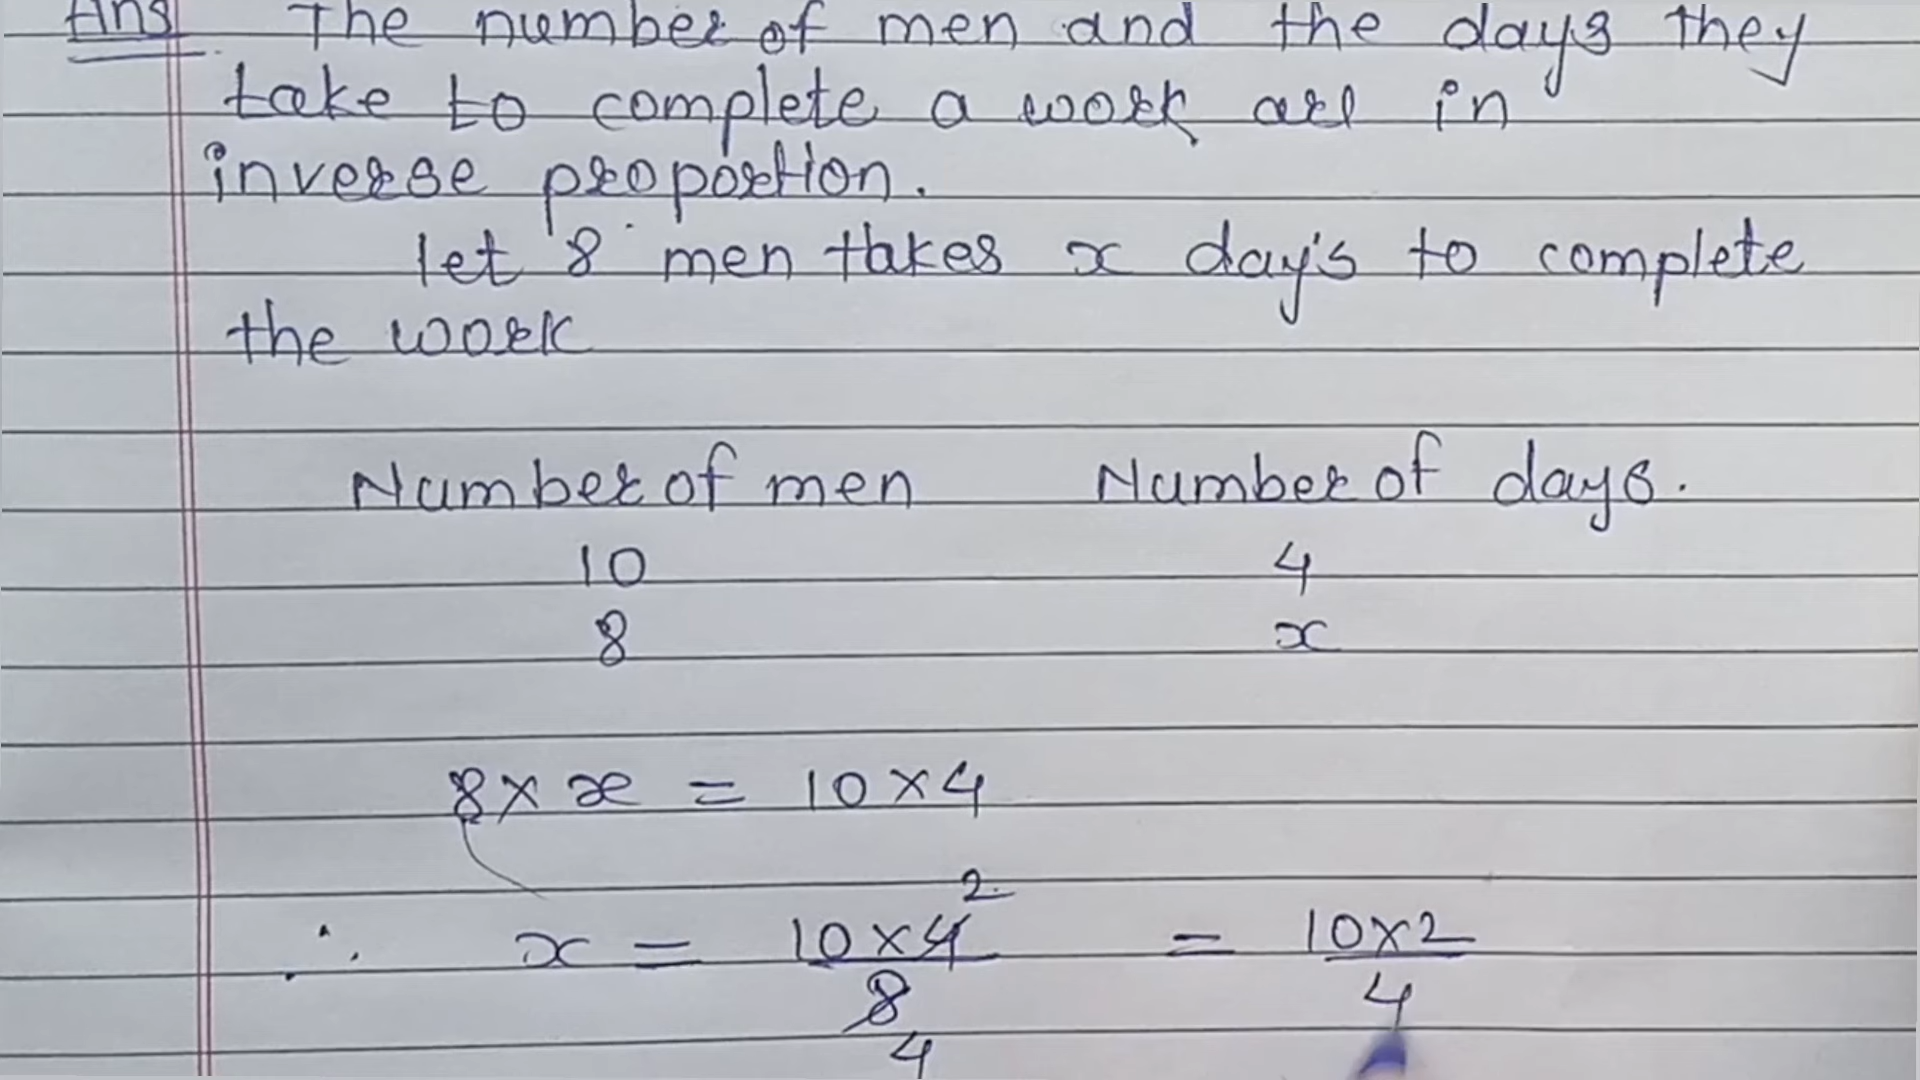 Ans The number of men and the days they
take to complete a work are in
inverse proportion.
let 8 men takes x day's to complete
the work
Number of men Number of days.
10 4
8 x
8 × x = 10 × 4
2
∴ x = 10 × 4 / 8 = 10 × 2 / 4
4